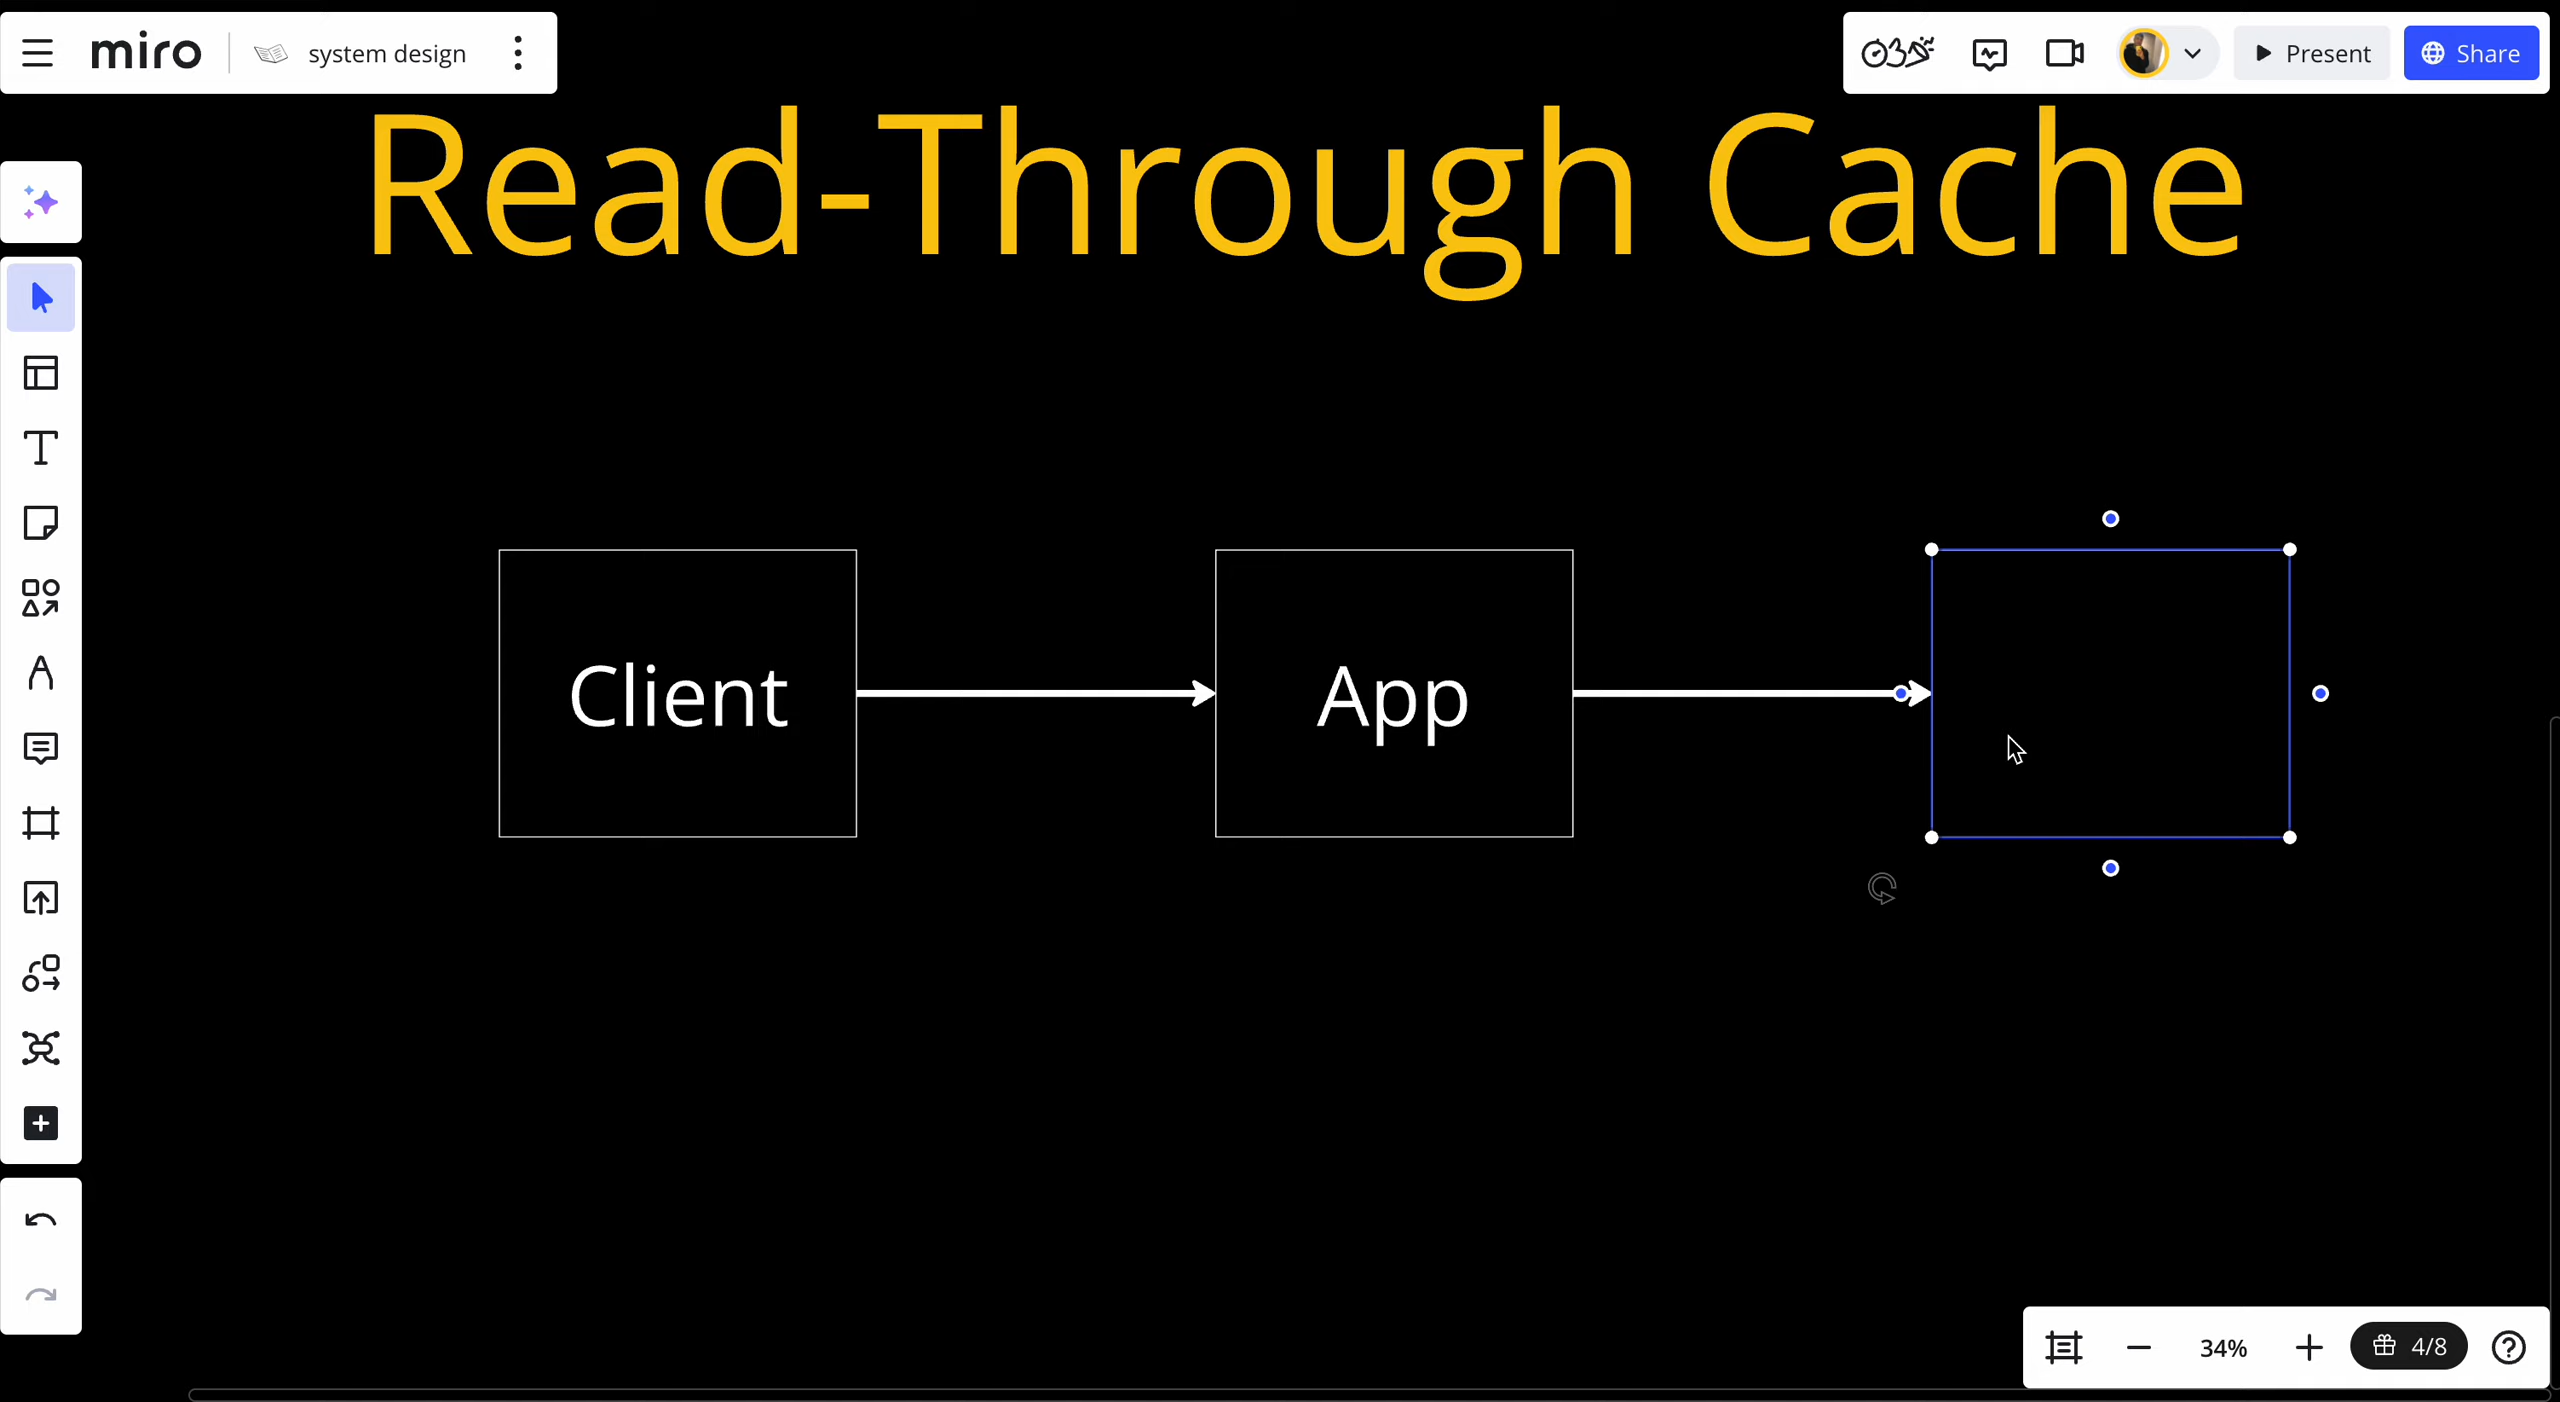 miro system design
Present Share
Read-Through Cache
Client App
34% 4/8